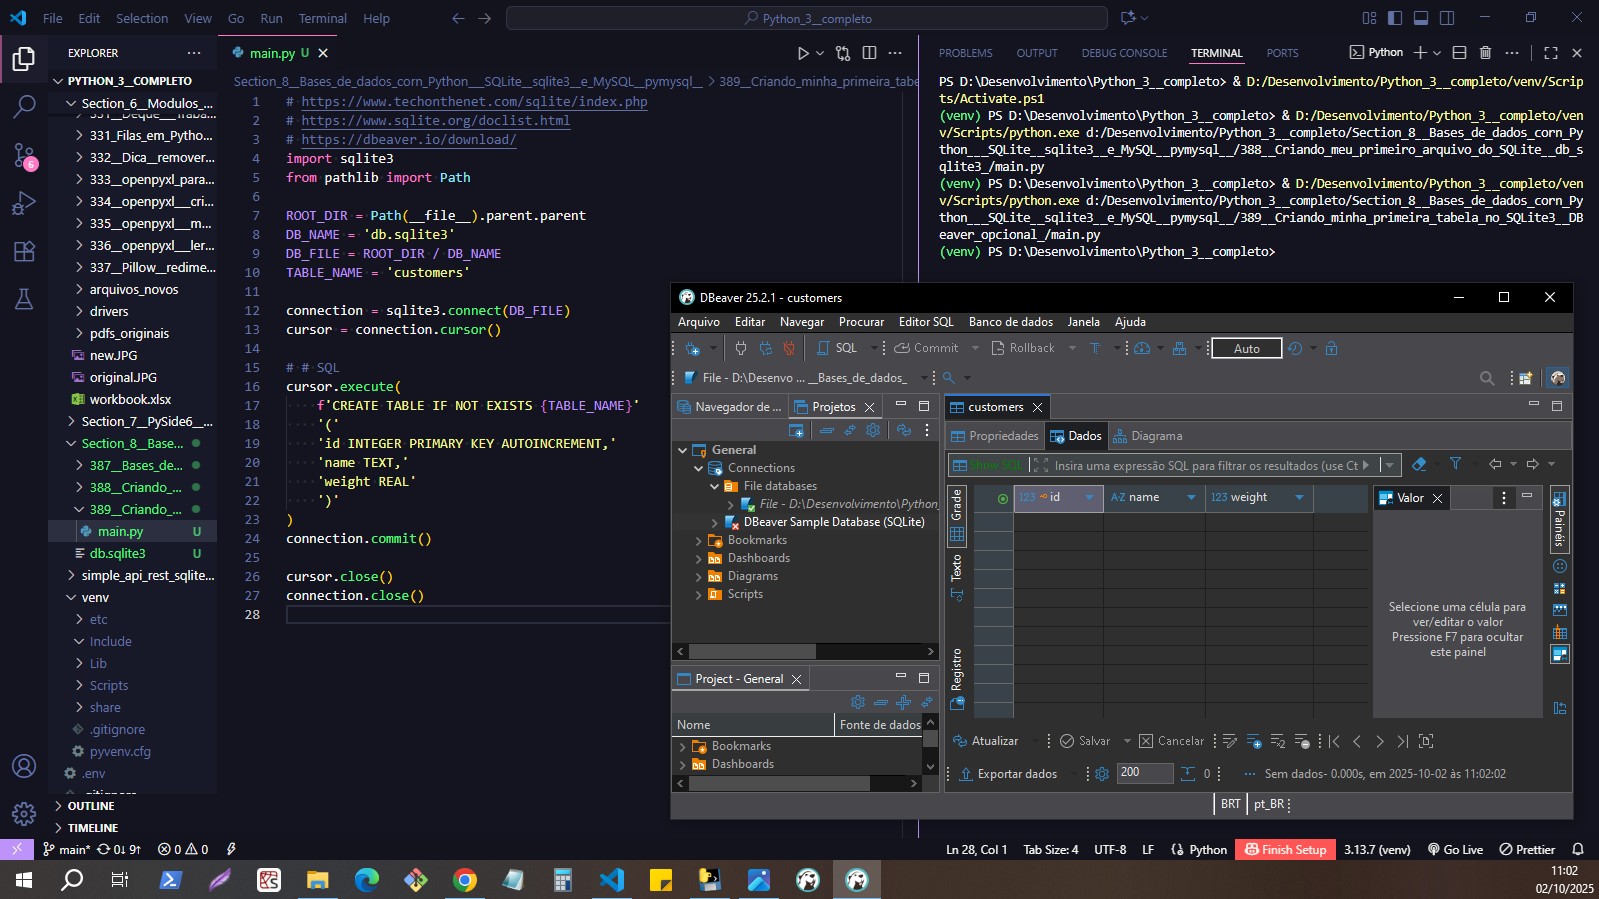 File Edit Selection View Go Run Terminal Help
Python_3__completo
EXPLORER
PYTHON_3__COMPLETO
Section_6__Modulos_...
331_Filas_em_Pytho...
332__Dica__remover...
333__openpyxl_para...
334__openpyxl__cri...
335__openpyxl__m...
336__openpyxl__ler...
337__Pillow__redime...
arquivos_novos
drivers
pdfs_originais
new.JPG
original.JPG
workbook.xlsx
Section_7__PySide6__...
Section_8__Base...
387__Bases_de...
388__Criando_...
389__Criando_...
main.py U
db.sqlite3 U
simple_api_rest_sqlite...
venv
etc
Include
Lib
Scripts
share
.gitignore
pyvenv.cfg
.env
OUTLINE
TIMELINE
6
main.py U
Section_8__Bases_de_dados_corn_Python___SQLite__sqlite3__e_MySQL__pymysql__ > 389__Criando_minha_primeira_tabe
1 # https://www.techonthenet.com/sqlite/index.php
2 # https://www.sqlite.org/doclist.html
3 # https://dbeaver.io/download/
4 import sqlite3
5 from pathlib import Path
6
7 ROOT_DIR = Path(__file__).parent.parent
8 DB_NAME = 'db.sqlite3'
9 DB_FILE = ROOT_DIR / DB_NAME
10 TABLE_NAME = 'customers'
11
12 connection = sqlite3.connect(DB_FILE)
13 cursor = connection.cursor()
14
15 # # SQL
16 cursor.execute(
17 f'CREATE TABLE IF NOT EXISTS {TABLE_NAME}'
18 '('
19 'id INTEGER PRIMARY KEY AUTOINCREMENT,'
20 'name TEXT,'
21 'weight REAL'
22 ')'
23 )
24 connection.commit()
25
26 cursor.close()
27 connection.close()
28
PROBLEMS OUTPUT DEBUG CONSOLE TERMINAL PORTS
Python
PS D:\Desenvolvimento\Python_3__completo> & D:/Desenvolvimento/Python_3__completo/venv/Scrip
ts/Activate.ps1
(venv) PS D:\Desenvolvimento\Python_3__completo> & D:/Desenvolvimento/Python_3__completo/ven
v/Scripts/python.exe d:/Desenvolvimento/Python_3__completo/Section_8__Bases_de_dados_corn_Py
thon___SQLite__sqlite3__e_MySQL__pymysql__/388__Criando_meu_primeiro_arquivo_do_SQLite__db_s
qlite3_/main.py
(venv) PS D:\Desenvolvimento\Python_3__completo> & D:/Desenvolvimento/Python_3__completo/ven
v/Scripts/python.exe d:/Desenvolvimento/Python_3__completo/Section_8__Bases_de_dados_corn_Py
thon___SQLite__sqlite3__e_MySQL__pymysql__/389__Criando_minha_primeira_tabela_no_SQLite3__DB
eaver_opcional_/main.py
(venv) PS D:\Desenvolvimento\Python_3__completo>
DBeaver 25.2.1 - customers
Arquivo Editar Navegar Procurar Editor SQL Banco de dados Janela Ajuda
SQL Commit Rollback T Auto
File - D:\Desenvo ... __Bases_de_dados_
Navegador de ... Projetos
General
Connections
File databases
File - D:\Desenvolvimento\Python_
DBeaver Sample Database (SQLite)
Bookmarks
Dashboards
Diagrams
Scripts
Project - General
Nome Fonte de dados
Bookmarks
Dashboards
customers
Propriedades Dados Diagrama
Show SQL Insira uma expressão SQL para filtrar os resultados (use Ct
Grade
Texto
Registro
123 id A-Z name 123 weight
Valor
Selecione uma célula para
ver/editar o valor
Pressione F7 para ocultar
este painel
Painéis
Atualizar Salvar Cancelar
Exportar dados 200 0 ... Sem dados- 0.000s, em 2025-10-02 às 11:02:02
BRT pt_BR
main* 0↓ 9↑ 0 0
Ln 28, Col 1 Tab Size: 4 UTF-8 LF Python Finish Setup 3.13.7 (venv) Go Live Prettier
11:02
02/10/2025